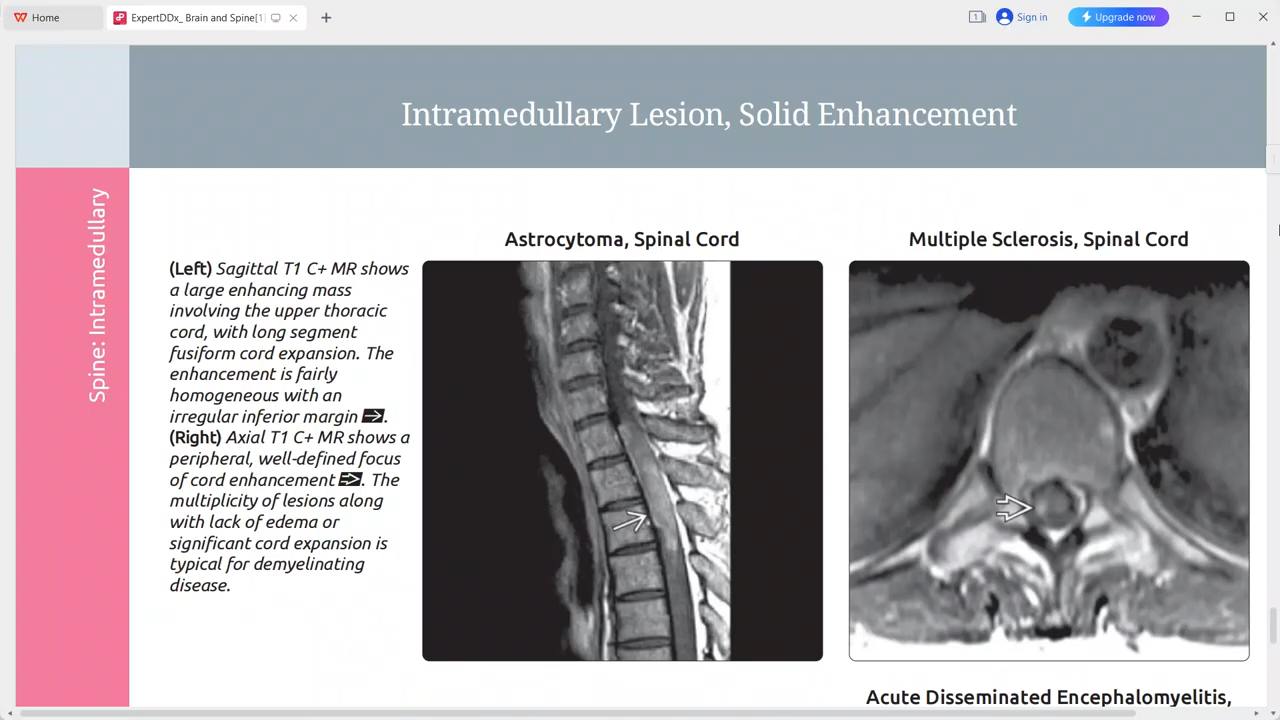 Home
ExpertDDx_ Brain and Spine[1]
1
Sign in
Upgrade now
Intramedullary Lesion, Solid Enhancement
Spine: Intramedullary
(Left) Sagittal T1 C+ MR shows
a large enhancing mass
involving the upper thoracic
cord, with long segment
fusiform cord expansion. The
enhancement is fairly
homogeneous with an
irregular inferior margin ➡.
(Right) Axial T1 C+ MR shows a
peripheral, well-defined focus
of cord enhancement ⇨. The
multiplicity of lesions along
with lack of edema or
significant cord expansion is
typical for demyelinating
disease.
Astrocytoma, Spinal Cord
Multiple Sclerosis, Spinal Cord
Acute Disseminated Encephalomyelitis,